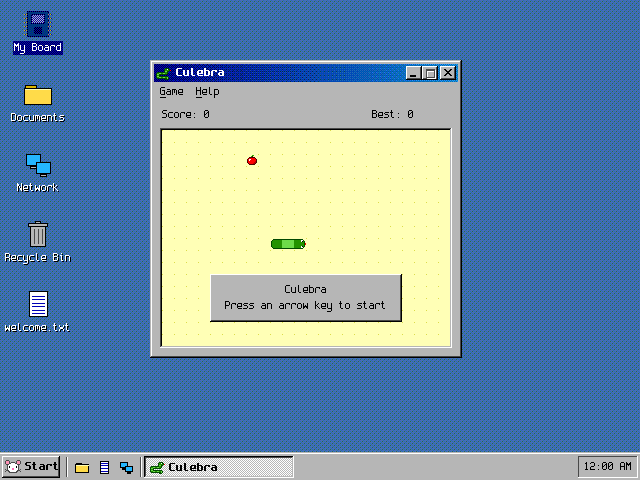 My Board
Documents
Network
Recycle Bin
welcome.txt
Culebra
Game Help
Score: 0 Best: 0
Culebra
Press an arrow key to start
Start Culebra 12:00 AM